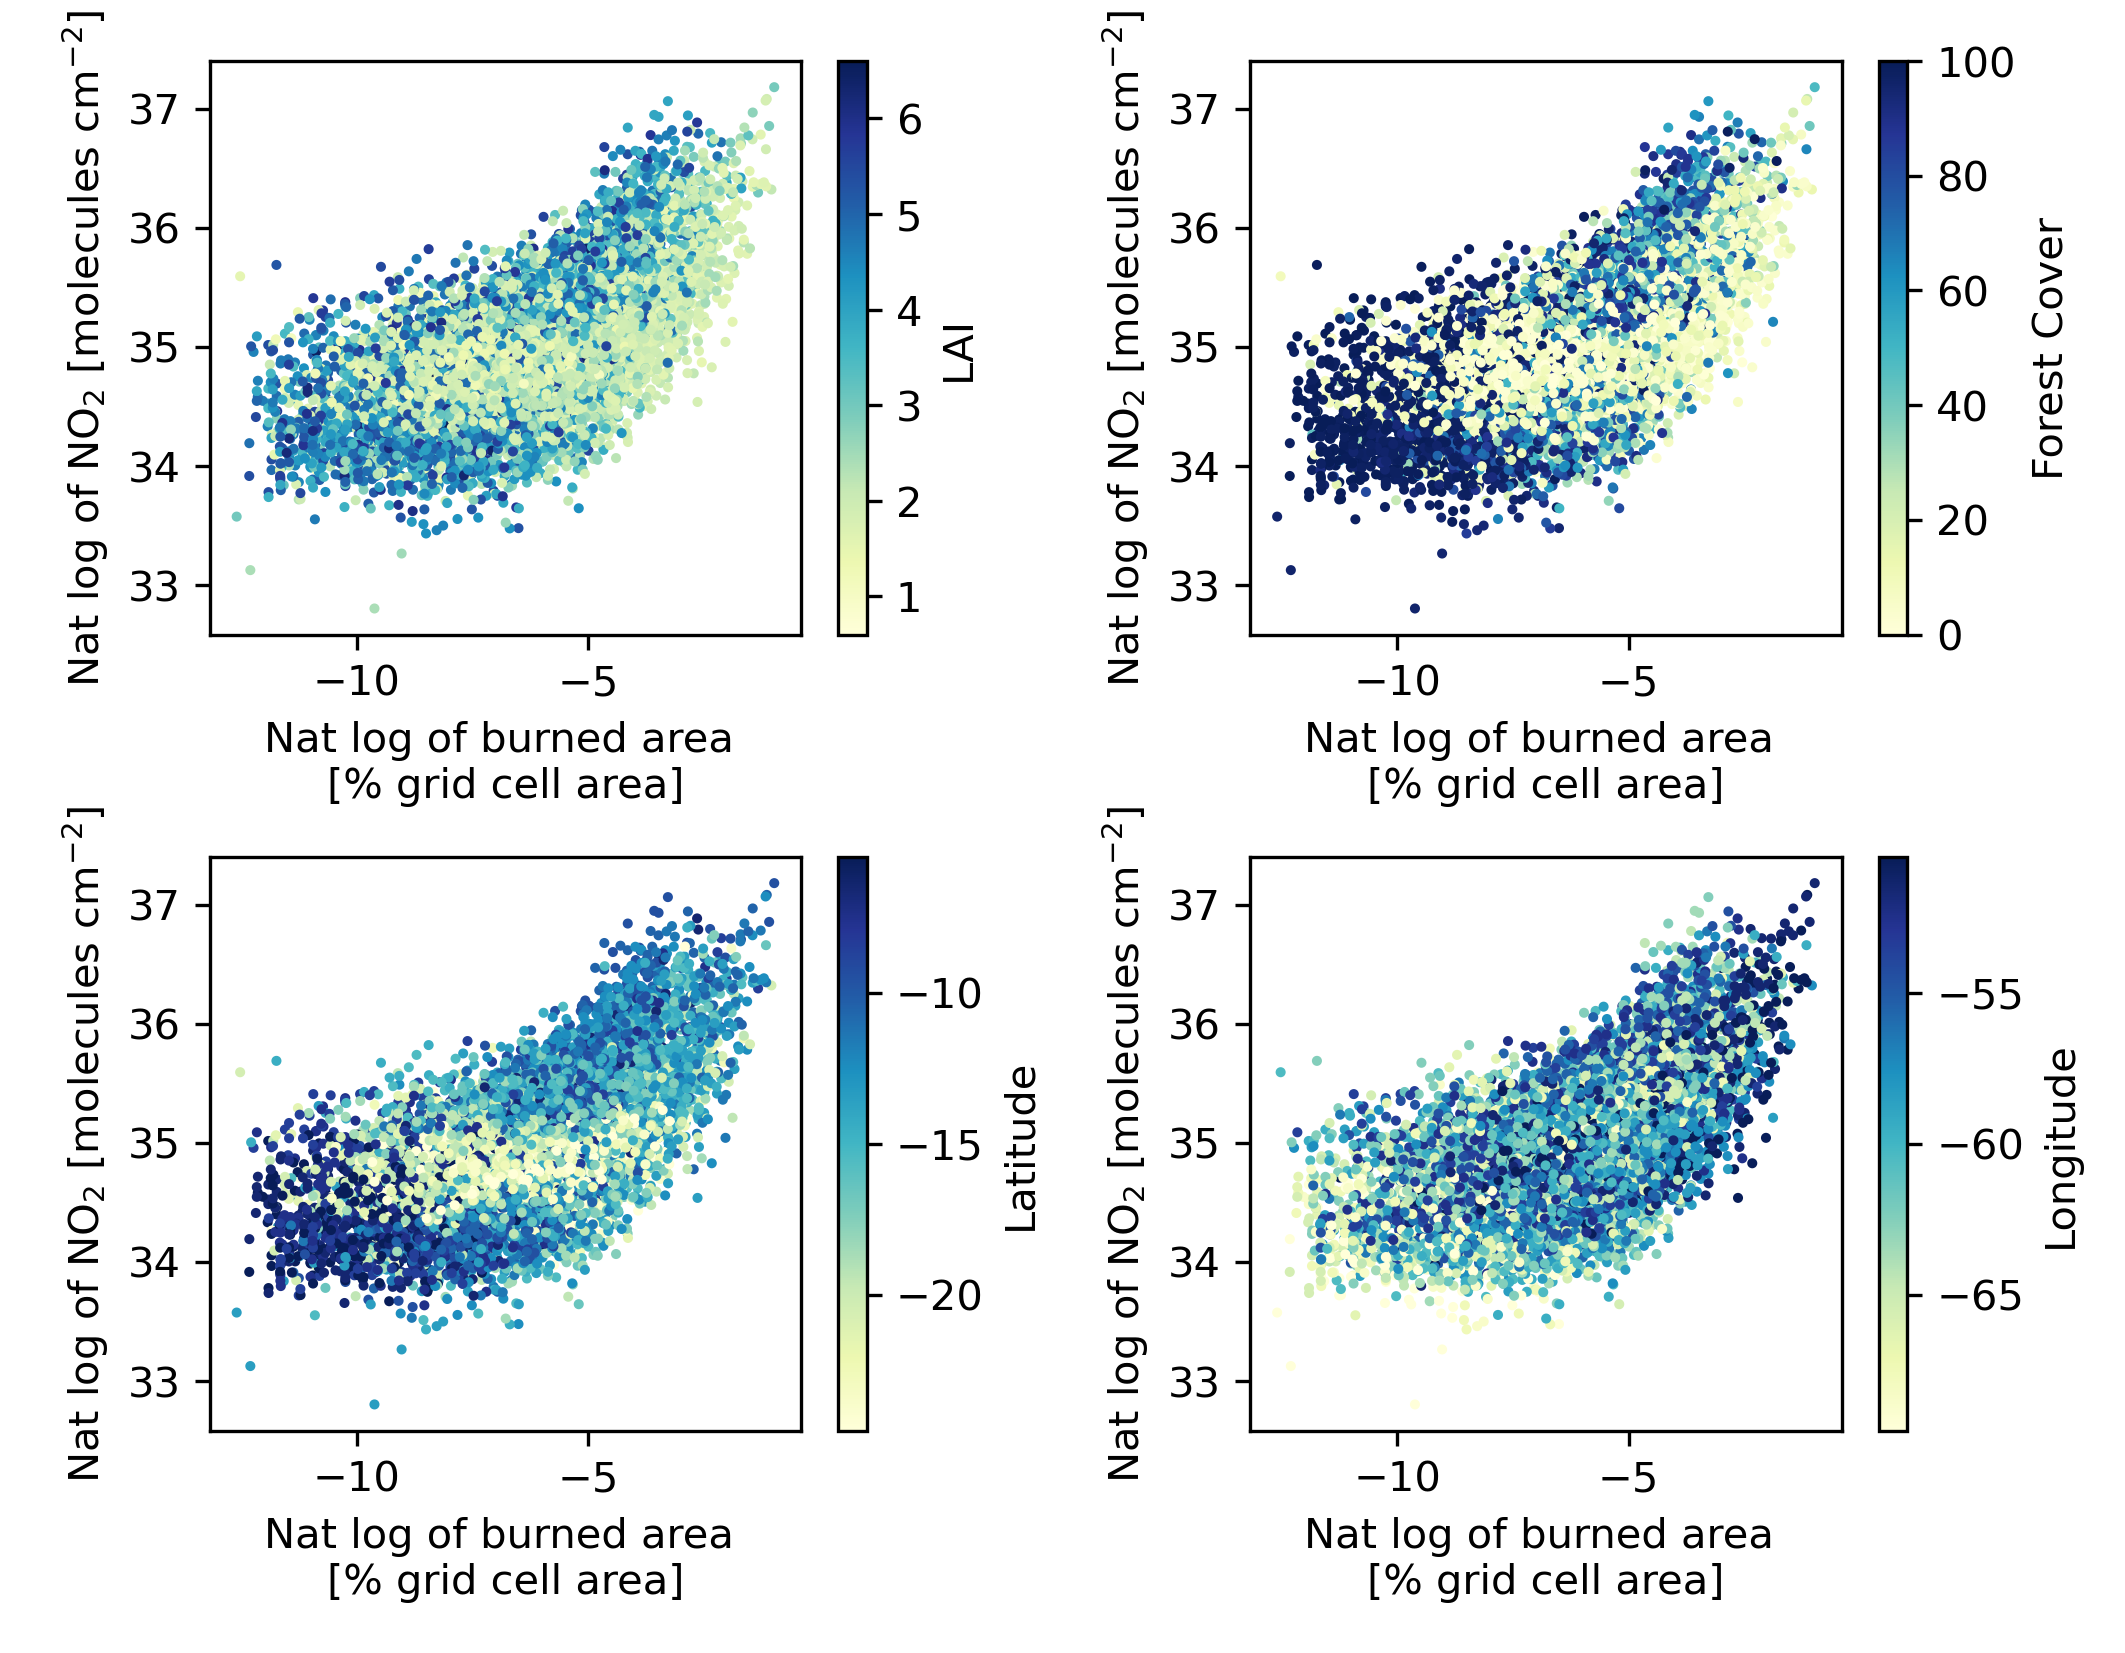 Nat log of NO₂ [molecules cm⁻²]
37
36
35
34
33
−10
−5
Nat log of burned area
[% grid cell area]
6
5
4
3
2
1
LAI
Nat log of NO₂ [molecules cm⁻²]
37
36
35
34
33
−10
−5
Nat log of burned area
[% grid cell area]
100
80
60
40
20
0
Forest Cover
Nat log of NO₂ [molecules cm⁻²]
37
36
35
34
33
−10
−5
Nat log of burned area
[% grid cell area]
−10
−15
−20
Latitude
Nat log of NO₂ [molecules cm⁻²]
37
36
35
34
33
−10
−5
Nat log of burned area
[% grid cell area]
−55
−60
−65
Longitude